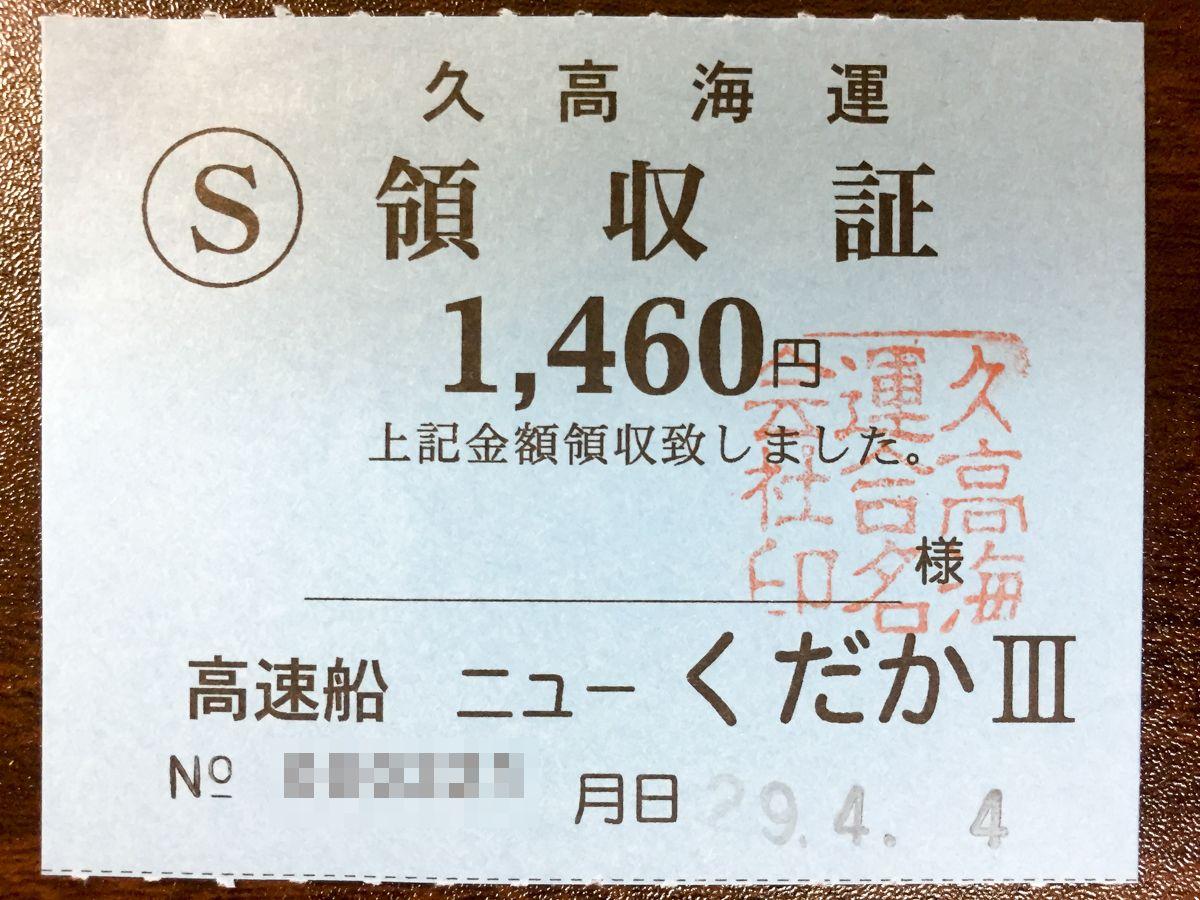 久高海運
Ⓢ 領収証
1,460円
上記金額領収致しました。
様
久高海
運合名
会社印
高速船 ニューくだかⅢ
№
月日 29.4.4